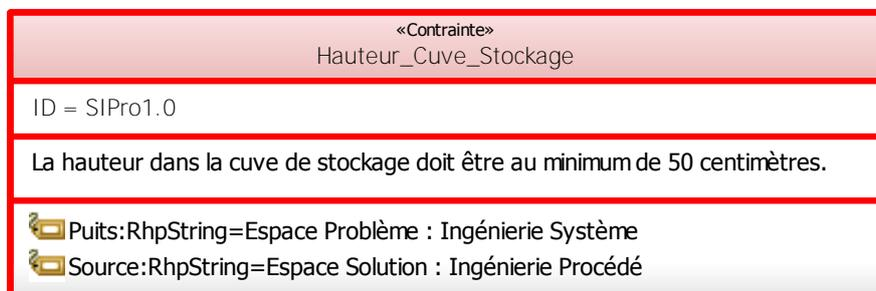 «Contrainte»
Hauteur_Cuve_Stockage
ID = SIPro1.0
La hauteur dans la cuve de stockage doit être au minimum de 50 centimètres.
Puits:RhpString=Espace Problème : Ingénierie Système
Source:RhpString=Espace Solution : Ingénierie Procédé